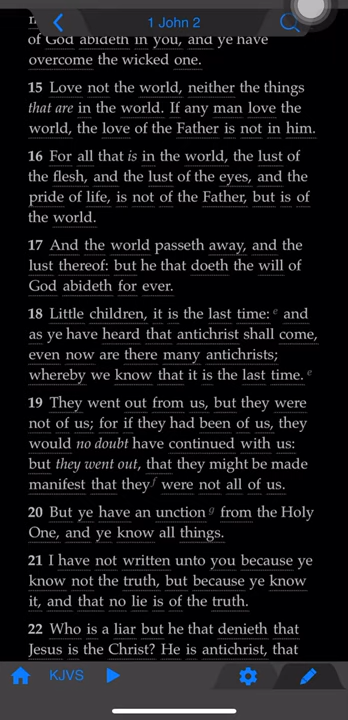 1 John 2
of God abideth in you, and ye have
overcome the wicked one.
15 Love not the world, neither the things
that are in the world. If any man love the
world, the love of the Father is not in him.
16 For all that is in the world, the lust of
the flesh, and the lust of the eyes, and the
pride of life, is not of the Father, but is of
the world.
17 And the world passeth away, and the
lust thereof: but he that doeth the will of
God abideth for ever.
18 Little children, it is the last time: e and
as ye have heard that antichrist shall come,
even now are there many antichrists;
whereby we know that it is the last time. e
19 They went out from us, but they were
not of us; for if they had been of us, they
would no doubt have continued with us:
but they went out, that they might be made
manifest that they f were not all of us.
20 But ye have an unction g from the Holy
One, and ye know all things.
21 I have not written unto you because ye
know not the truth, but because ye know
it, and that no lie is of the truth.
22 Who is a liar but he that denieth that
Jesus is the Christ? He is antichrist, that
KJVS